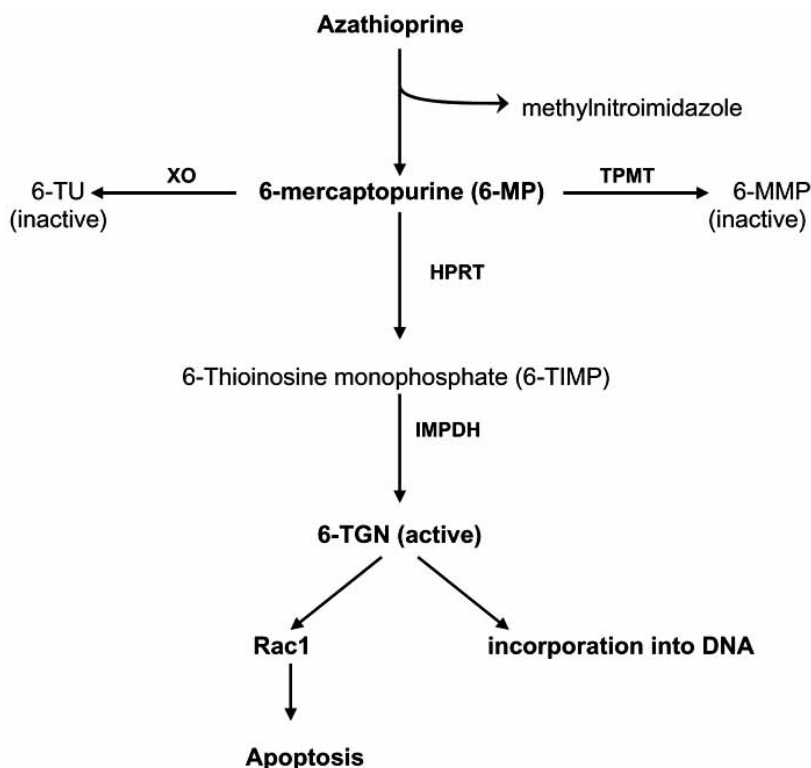 Azathioprine
methylnitroimidazole
6-TU
(inactive)
XO
6-mercaptopurine (6-MP)
TPMT
6-MMP
(inactive)
HPRT
6-Thioinosine monophosphate (6-TIMP)
IMPDH
6-TGN (active)
Rac1
incorporation into DNA
Apoptosis